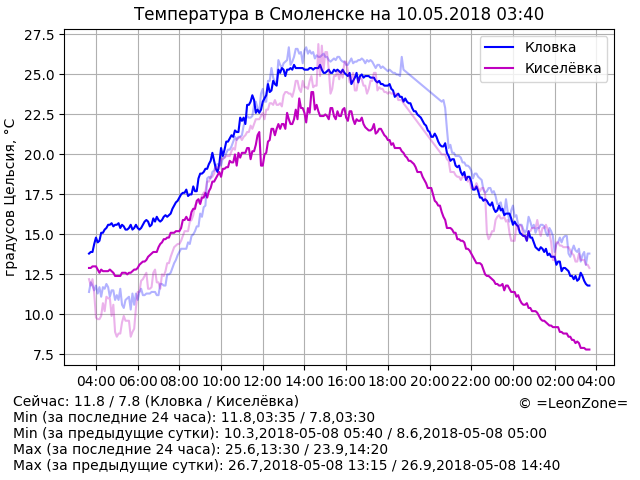 Температура в Смоленске на 10.05.2018 03:40
27.5
25.0
22.5
20.0
17.5
15.0
12.5
10.0
7.5
градусов Цельсия, °C
Кловка
Киселёвка
04:00 06:00 08:00 10:00 12:00 14:00 16:00 18:00 20:00 22:00 00:00 02:00 04:00
Сейчас: 11.8 / 7.8 (Кловка / Киселёвка)
© =LeonZone=
Min (за последние 24 часа): 11.8,03:35 / 7.8,03:30
Min (за предыдущие сутки): 10.3,2018-05-08 05:40 / 8.6,2018-05-08 05:00
Max (за последние 24 часа): 25.6,13:30 / 23.9,14:20
Max (за предыдущие сутки): 26.7,2018-05-08 13:15 / 26.9,2018-05-08 14:40